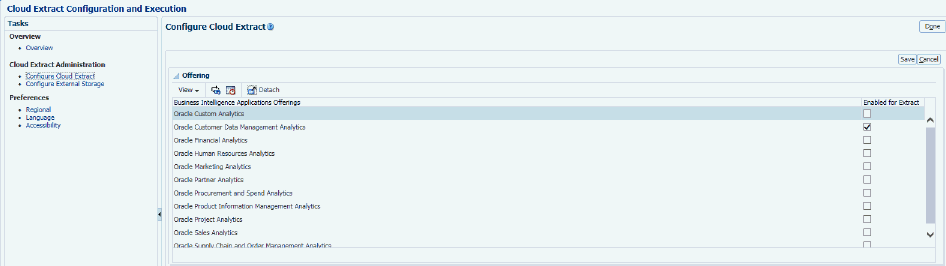 Cloud Extract Configuration and Execution
Tasks
Overview
Overview
Cloud Extract Administration
Configure Cloud Extract
Configure External Storage
Preferences
Regional
Language
Accessibility
Configure Cloud Extract
Done
Save Cancel
Offering
View Detach
Business Intelligence Applications Offerings Enabled for Extract
Oracle Custom Analytics
Oracle Customer Data Management Analytics
Oracle Financial Analytics
Oracle Human Resources Analytics
Oracle Marketing Analytics
Oracle Partner Analytics
Oracle Procurement and Spend Analytics
Oracle Product Information Management Analytics
Oracle Project Analytics
Oracle Sales Analytics
Oracle Supply Chain and Order Management Analytics